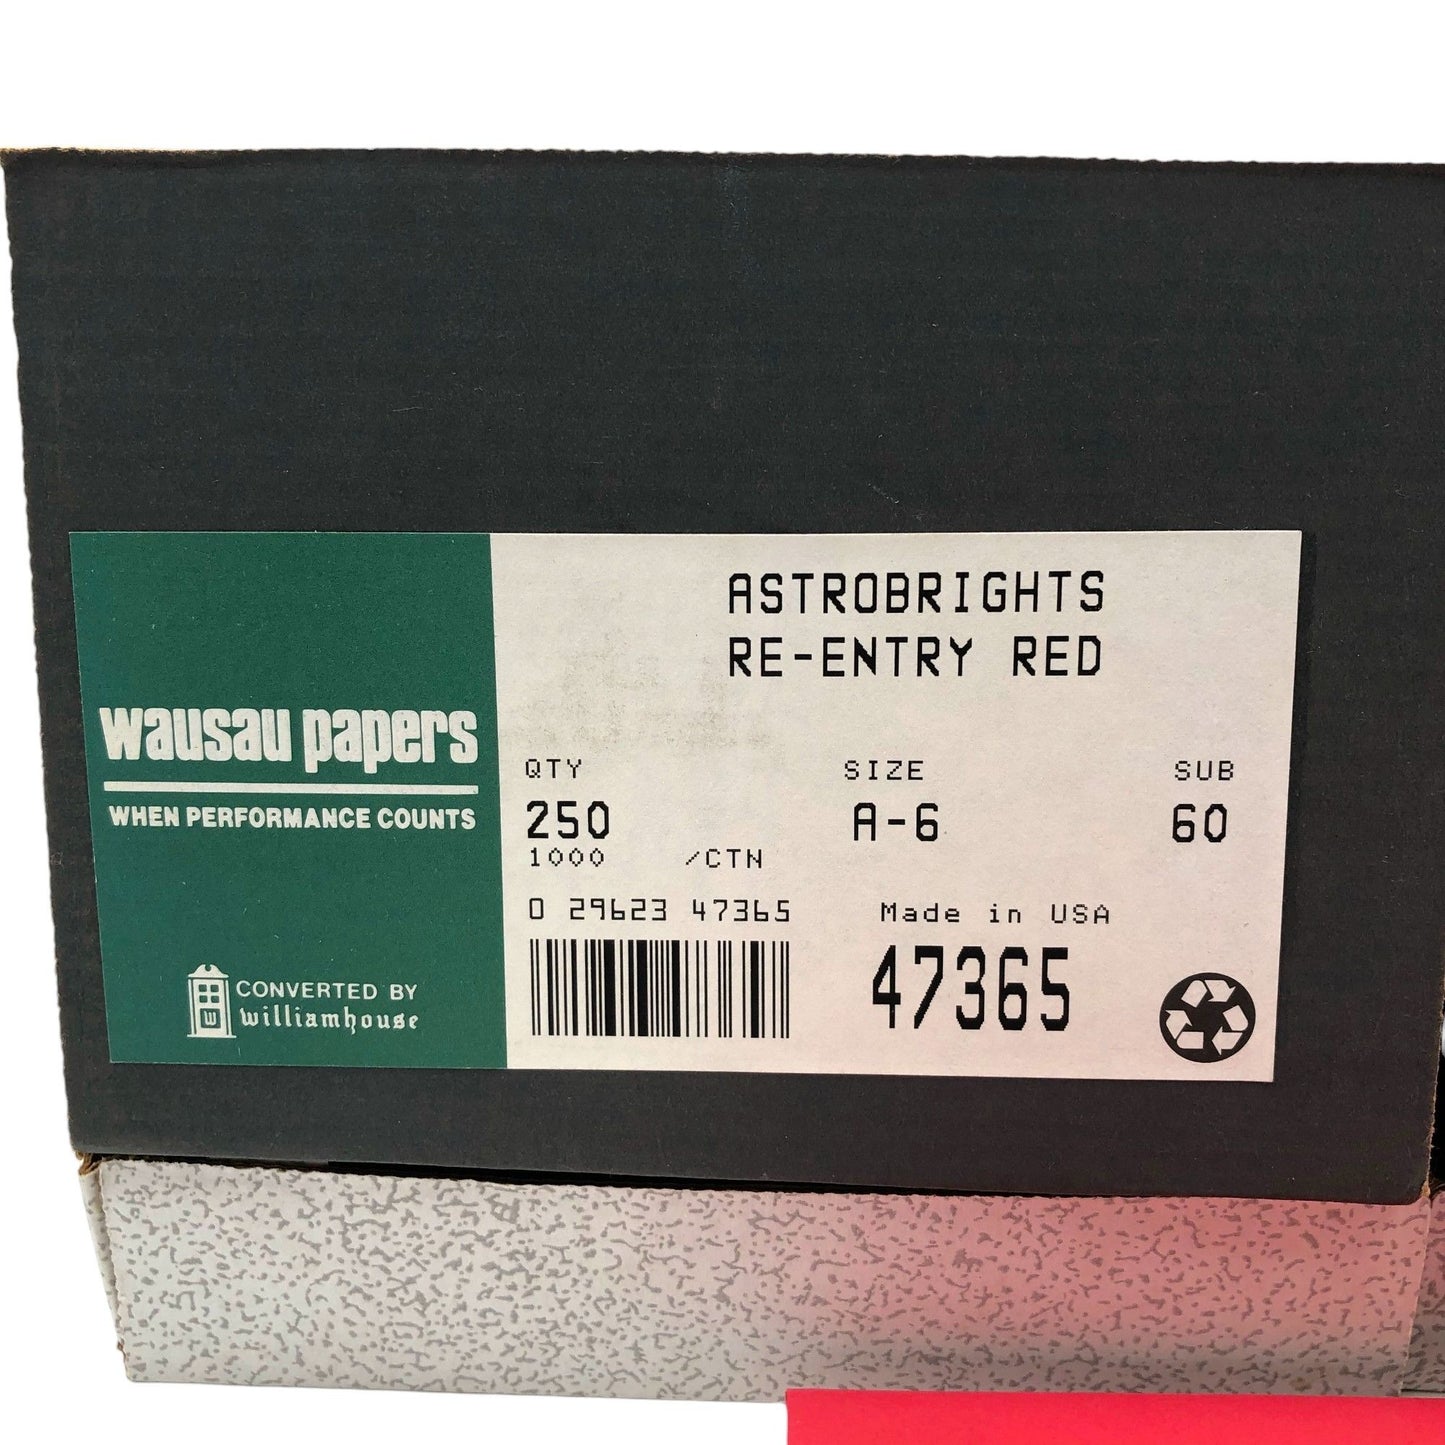 wausau papers
WHEN PERFORMANCE COUNTS
W
CONVERTED BY
williamhouse
ASTROBRIGHTS
RE-ENTRY RED
QTY SIZE SUB
250 A-6 60
1000 /CTN
0 29623 47365 Made in USA
47365